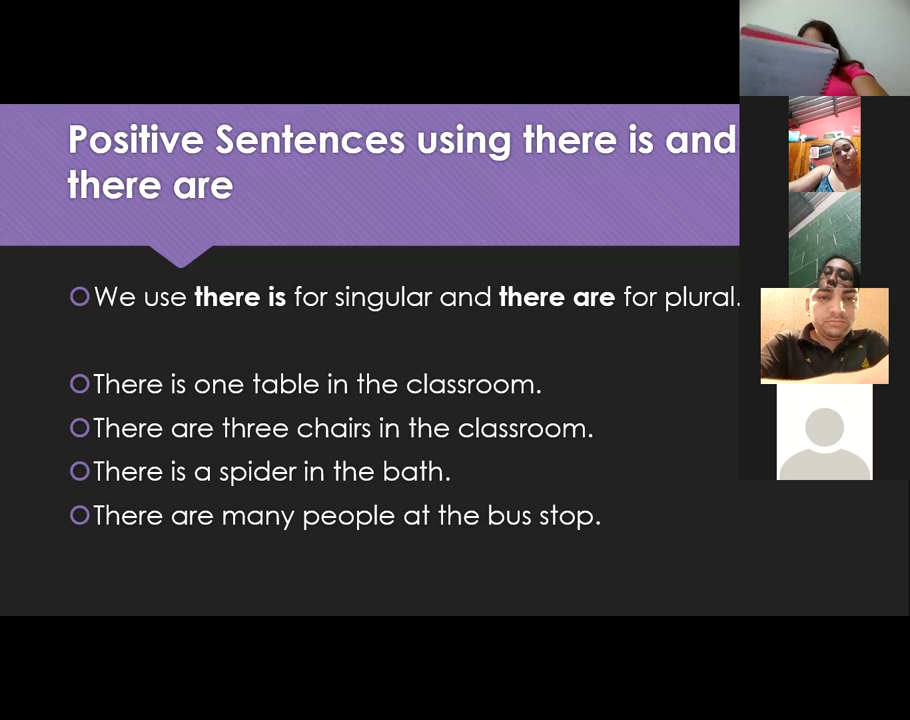 Positive Sentences using there is and
there are
We use there is for singular and there are for plural.
There is one table in the classroom.
There are three chairs in the classroom.
There is a spider in the bath.
There are many people at the bus stop.